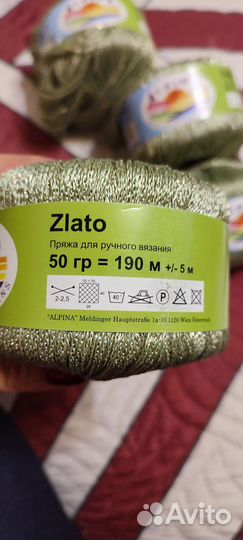 Zlato
Пряжа для ручного вязания
50 гр = 190 м +/- 5 м
2-2,5
40
P
"ALPINA" Meidinger Hauptstraße 1a-10 1120 Wien Österreich
Avito